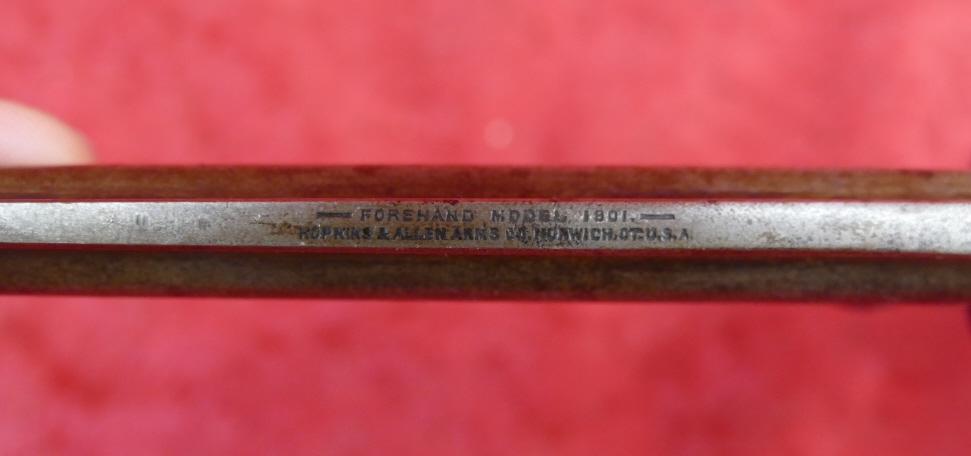 — FOREHAND MODEL 1901. —
HOPKINS & ALLEN ARMS CO. NORWICH, CT. U.S.A.